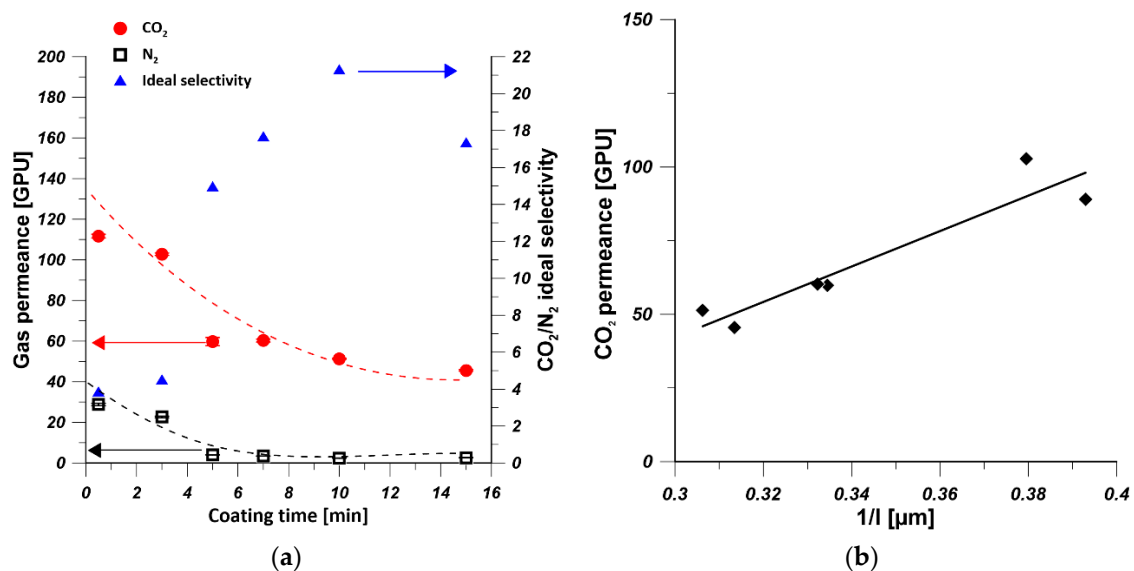 CO₂
N₂
Ideal selectivity
200
180
160
140
120
100
80
60
40
20
0
Gas permeance [GPU]
22
20
18
16
14
12
10
8
6
4
2
0
CO₂/N₂ ideal selectivity
0 2 4 6 8 10 12 14 16
Coating time [min]
(a)
150
100
50
0
CO₂ permeance [GPU]
0.3 0.32 0.34 0.36 0.38 0.4
1/l [µm]
(b)